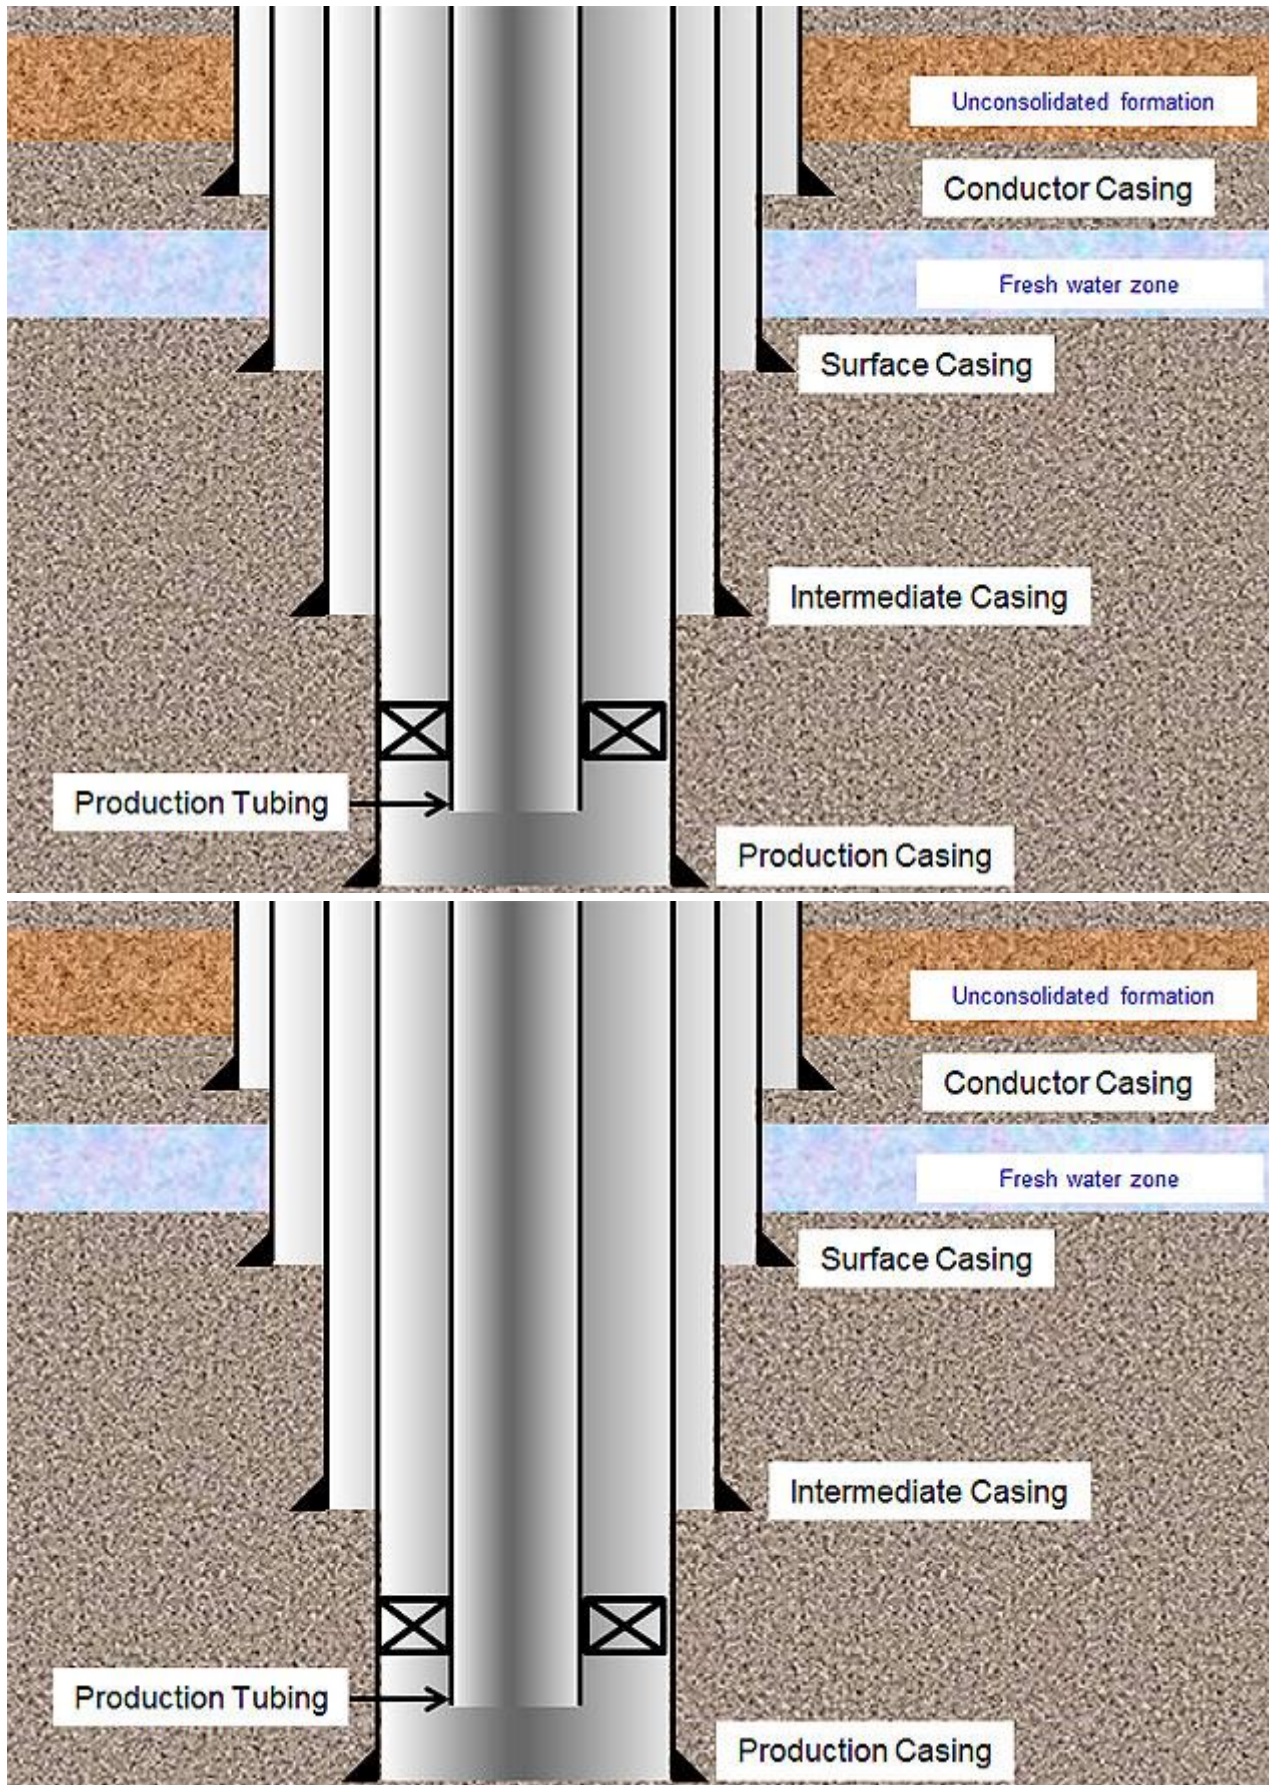 Unconsolidated formation
Conductor Casing
Fresh water zone
Surface Casing
Intermediate Casing
Production Tubing
Production Casing
Unconsolidated formation
Conductor Casing
Fresh water zone
Surface Casing
Intermediate Casing
Production Tubing
Production Casing